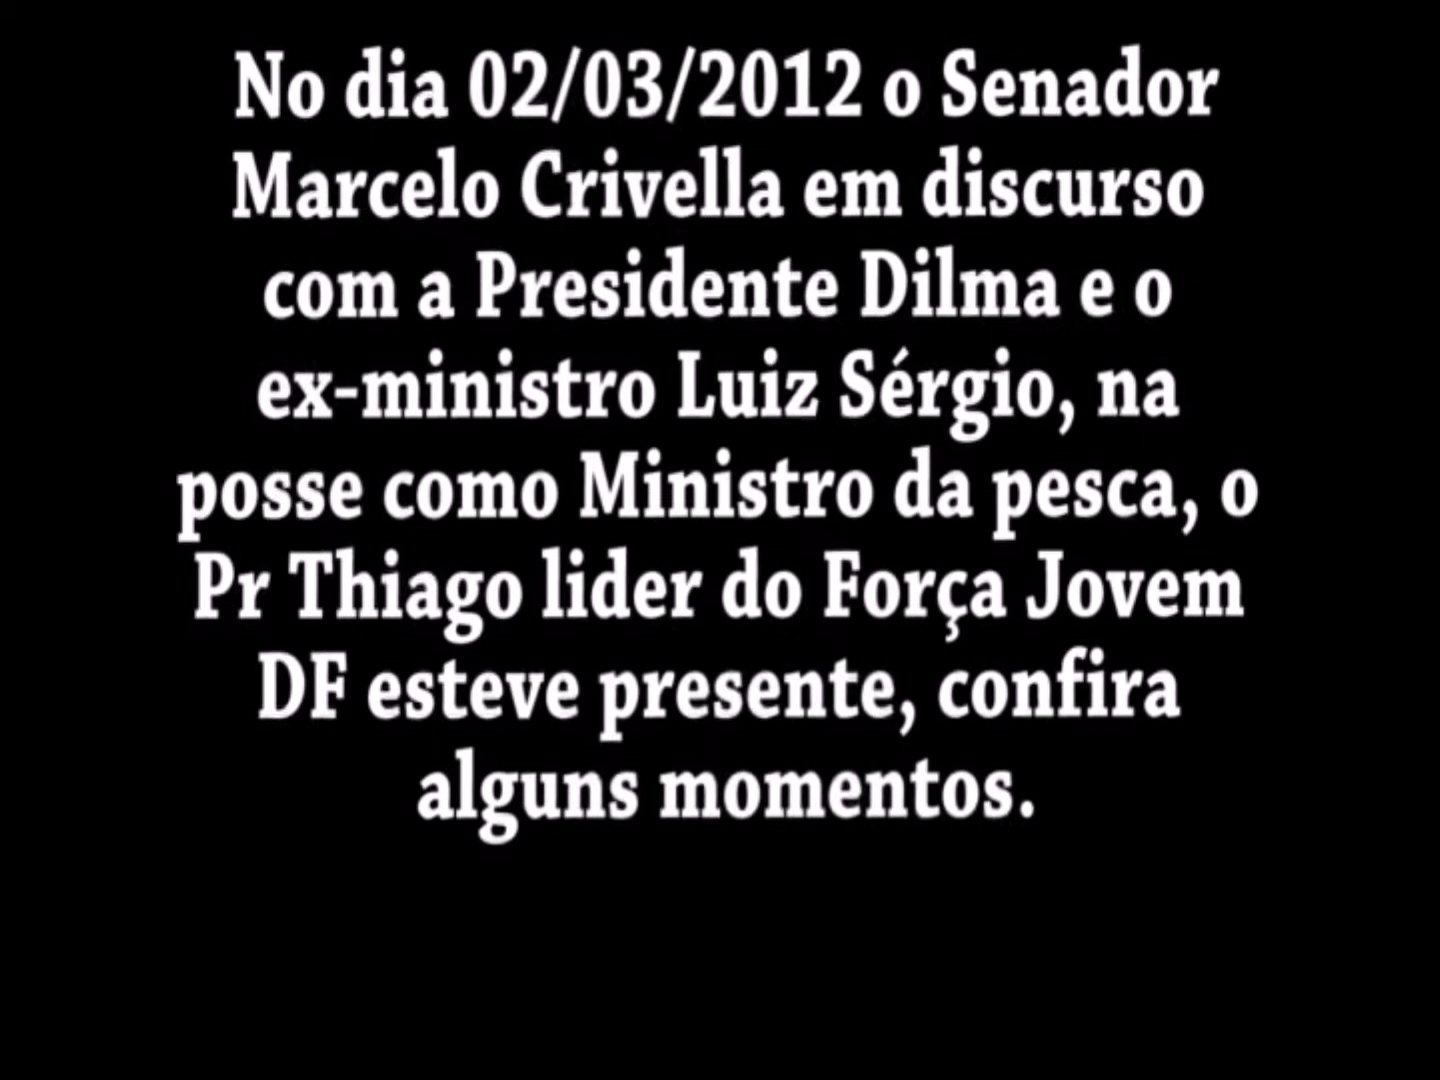 No dia 02/03/2012 o Senador
Marcelo Crivella em discurso
com a Presidente Dilma e o
ex-ministro Luiz Sérgio, na
posse como Ministro da pesca, o
Pr Thiago lider do Força Jovem
DF esteve presente, confira
alguns momentos.